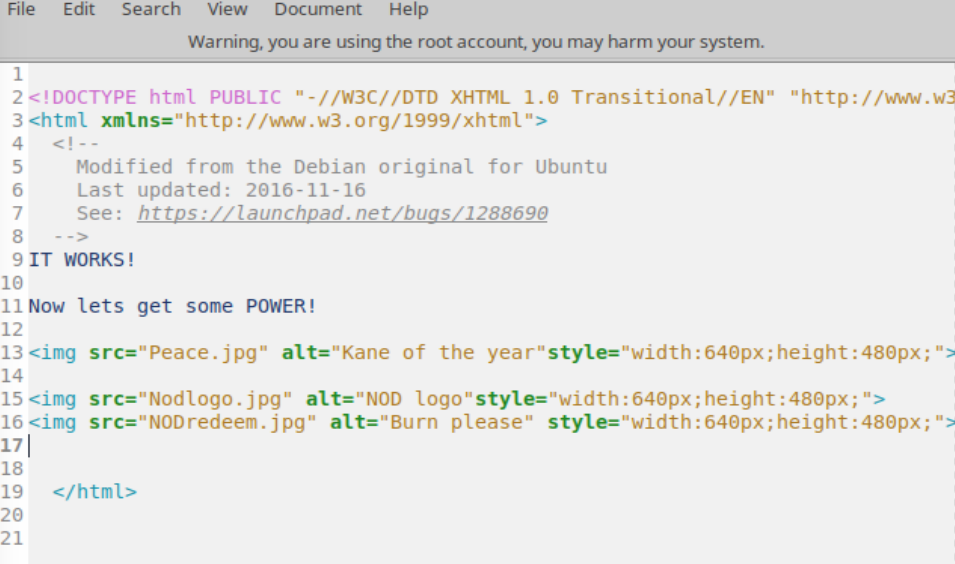 File Edit Search View Document Help
Warning, you are using the root account, you may harm your system.
1
2 <!DOCTYPE html PUBLIC "-//W3C//DTD XHTML 1.0 Transitional//EN" "http://www.w3
3 <html xmlns="http://www.w3.org/1999/xhtml">
4 <!--
5 Modified from the Debian original for Ubuntu
6 Last updated: 2016-11-16
7 See: https://launchpad.net/bugs/1288690
8 -->
9 IT WORKS!
10
11 Now lets get some POWER!
12
13 <img src="Peace.jpg" alt="Kane of the year"style="width:640px;height:480px;">
14
15 <img src="Nodlogo.jpg" alt="NOD logo"style="width:640px;height:480px;">
16 <img src="NODredeem.jpg" alt="Burn please" style="width:640px;height:480px;">
17
18
19 </html>
20
21